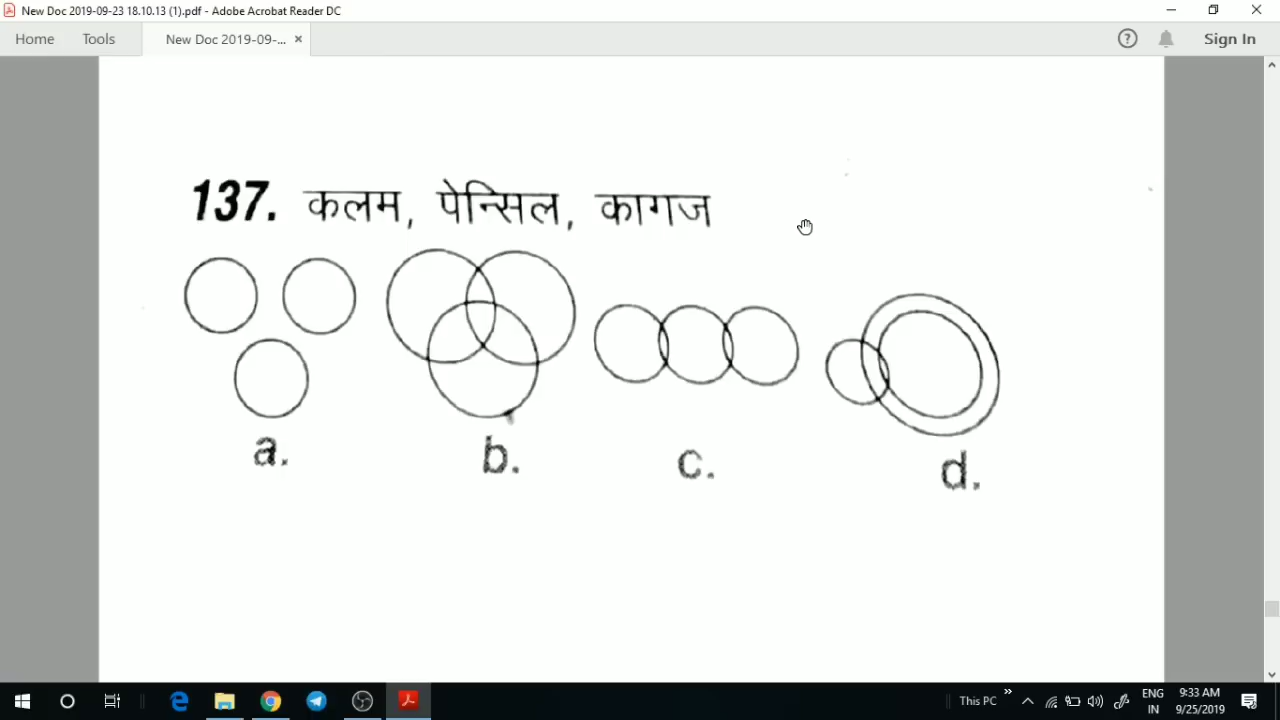 New Doc 2019-09-23 18.10.13 (1).pdf - Adobe Acrobat Reader DC
Home Tools New Doc 2019-09-... × ? Sign In
137. कलम, पेन्सिल, कागज
a. b. c. d.
This PC » ENG 9:33 AM
IN 9/25/2019